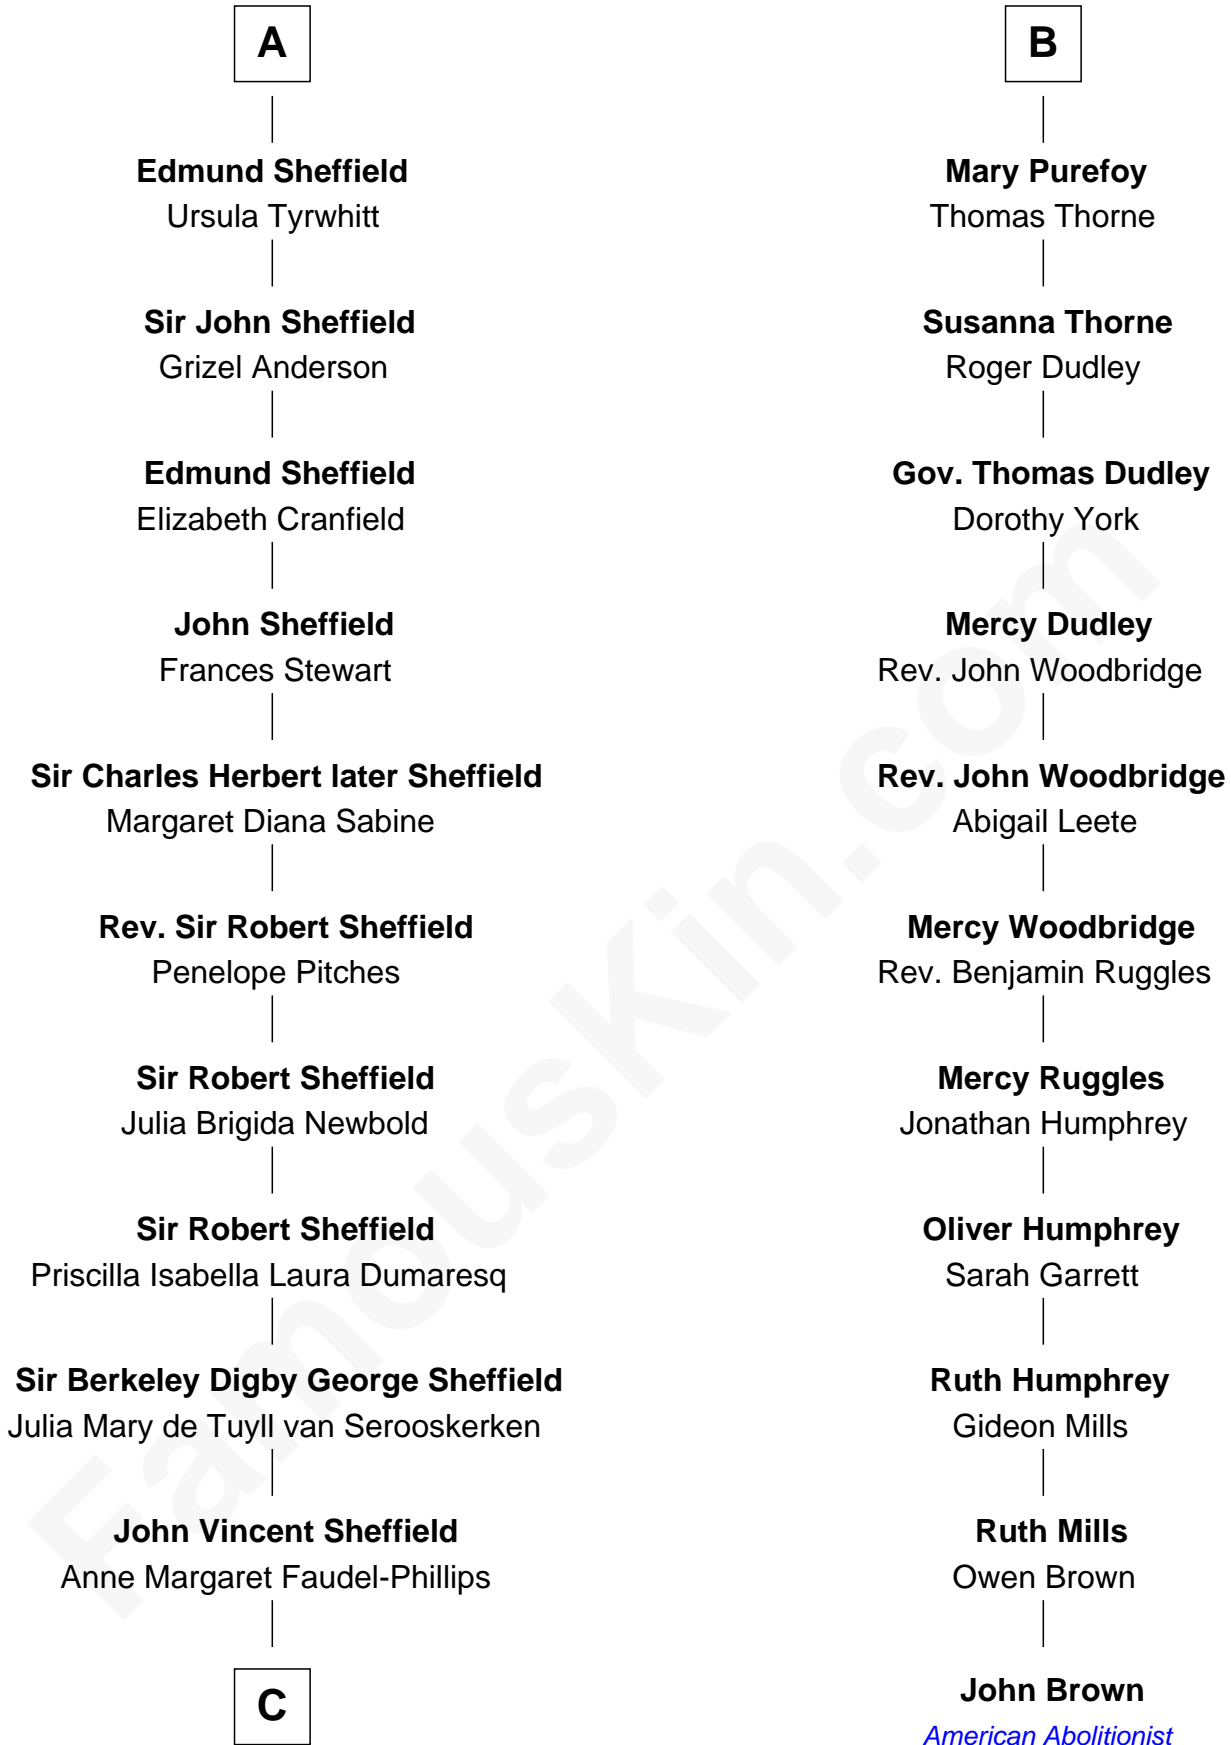 A
Edmund Sheffield
Ursula Tyrwhitt
Sir John Sheffield
Grizel Anderson
Edmund Sheffield
Elizabeth Cranfield
John Sheffield
Frances Stewart
Sir Charles Herbert later Sheffield
Margaret Diana Sabine
Rev. Sir Robert Sheffield
Penelope Pitches
Sir Robert Sheffield
Julia Brigida Newbold
Sir Robert Sheffield
Priscilla Isabella Laura Dumaresq
Sir Berkeley Digby George Sheffield
Julia Mary de Tuyll van Serooskerken
John Vincent Sheffield
Anne Margaret Faudel-Phillips
C
B
Mary Purefoy
Thomas Thorne
Susanna Thorne
Roger Dudley
Gov. Thomas Dudley
Dorothy York
Mercy Dudley
Rev. John Woodbridge
Rev. John Woodbridge
Abigail Leete
Mercy Woodbridge
Rev. Benjamin Ruggles
Mercy Ruggles
Jonathan Humphrey
Oliver Humphrey
Sarah Garrett
Ruth Humphrey
Gideon Mills
Ruth Mills
Owen Brown
John Brown
American Abolitionist
FamousKin.com